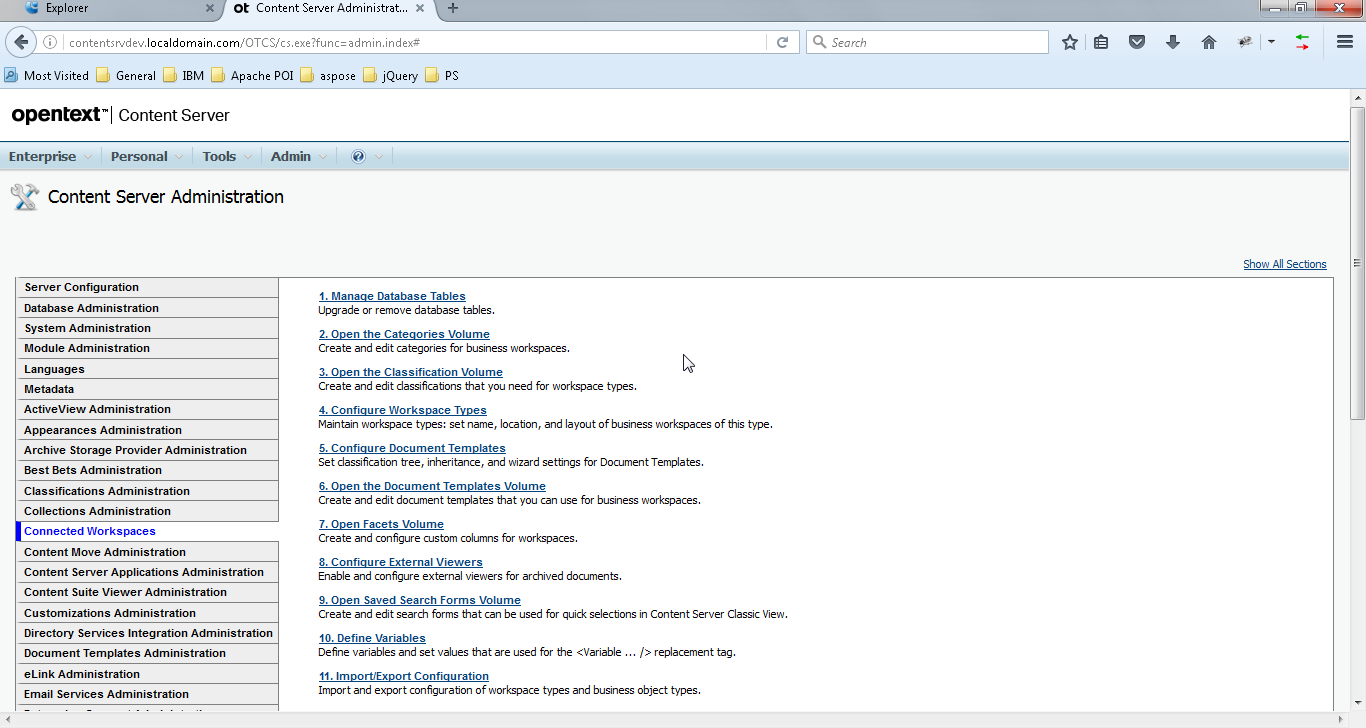 Explorer
ot Content Server Administrat...
contentsrvdev.localdomain.com/OTCS/cs.exe?func=admin.index#
Search
Most Visited General IBM Apache POI aspose jQuery PS
opentext™ | Content Server
Enterprise Personal Tools Admin ?
Content Server Administration
Show All Sections
Server Configuration
Database Administration
System Administration
Module Administration
Languages
Metadata
ActiveView Administration
Appearances Administration
Archive Storage Provider Administration
Best Bets Administration
Classifications Administration
Collections Administration
Connected Workspaces
Content Move Administration
Content Server Applications Administration
Content Suite Viewer Administration
Customizations Administration
Directory Services Integration Administration
Document Templates Administration
eLink Administration
Email Services Administration
1. Manage Database Tables
Upgrade or remove database tables.
2. Open the Categories Volume
Create and edit categories for business workspaces.
3. Open the Classification Volume
Create and edit classifications that you need for workspace types.
4. Configure Workspace Types
Maintain workspace types: set name, location, and layout of business workspaces of this type.
5. Configure Document Templates
Set classification tree, inheritance, and wizard settings for Document Templates.
6. Open the Document Templates Volume
Create and edit document templates that you can use for business workspaces.
7. Open Facets Volume
Create and configure custom columns for workspaces.
8. Configure External Viewers
Enable and configure external viewers for archived documents.
9. Open Saved Search Forms Volume
Create and edit search forms that can be used for quick selections in Content Server Classic View.
10. Define Variables
Define variables and set values that are used for the <Variable ... /> replacement tag.
11. Import/Export Configuration
Import and export configuration of workspace types and business object types.